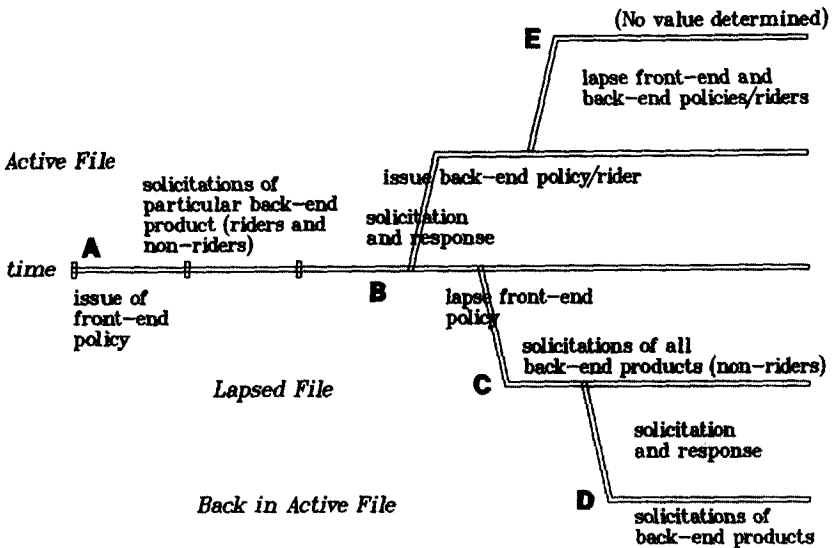 (No value determined)
E
lapse front-end and
back-end policies/riders
Active File
issue back-end policy/rider
solicitations of
particular back-end
product (riders and
non-riders)
solicitation
and response
A
time
B
issue of
front-end
policy
lapse front-end
policy
solicitations of all
back-end products (non-riders)
C
Lapsed File
solicitation
and response
Back in Active File
D
solicitations of
back-end products